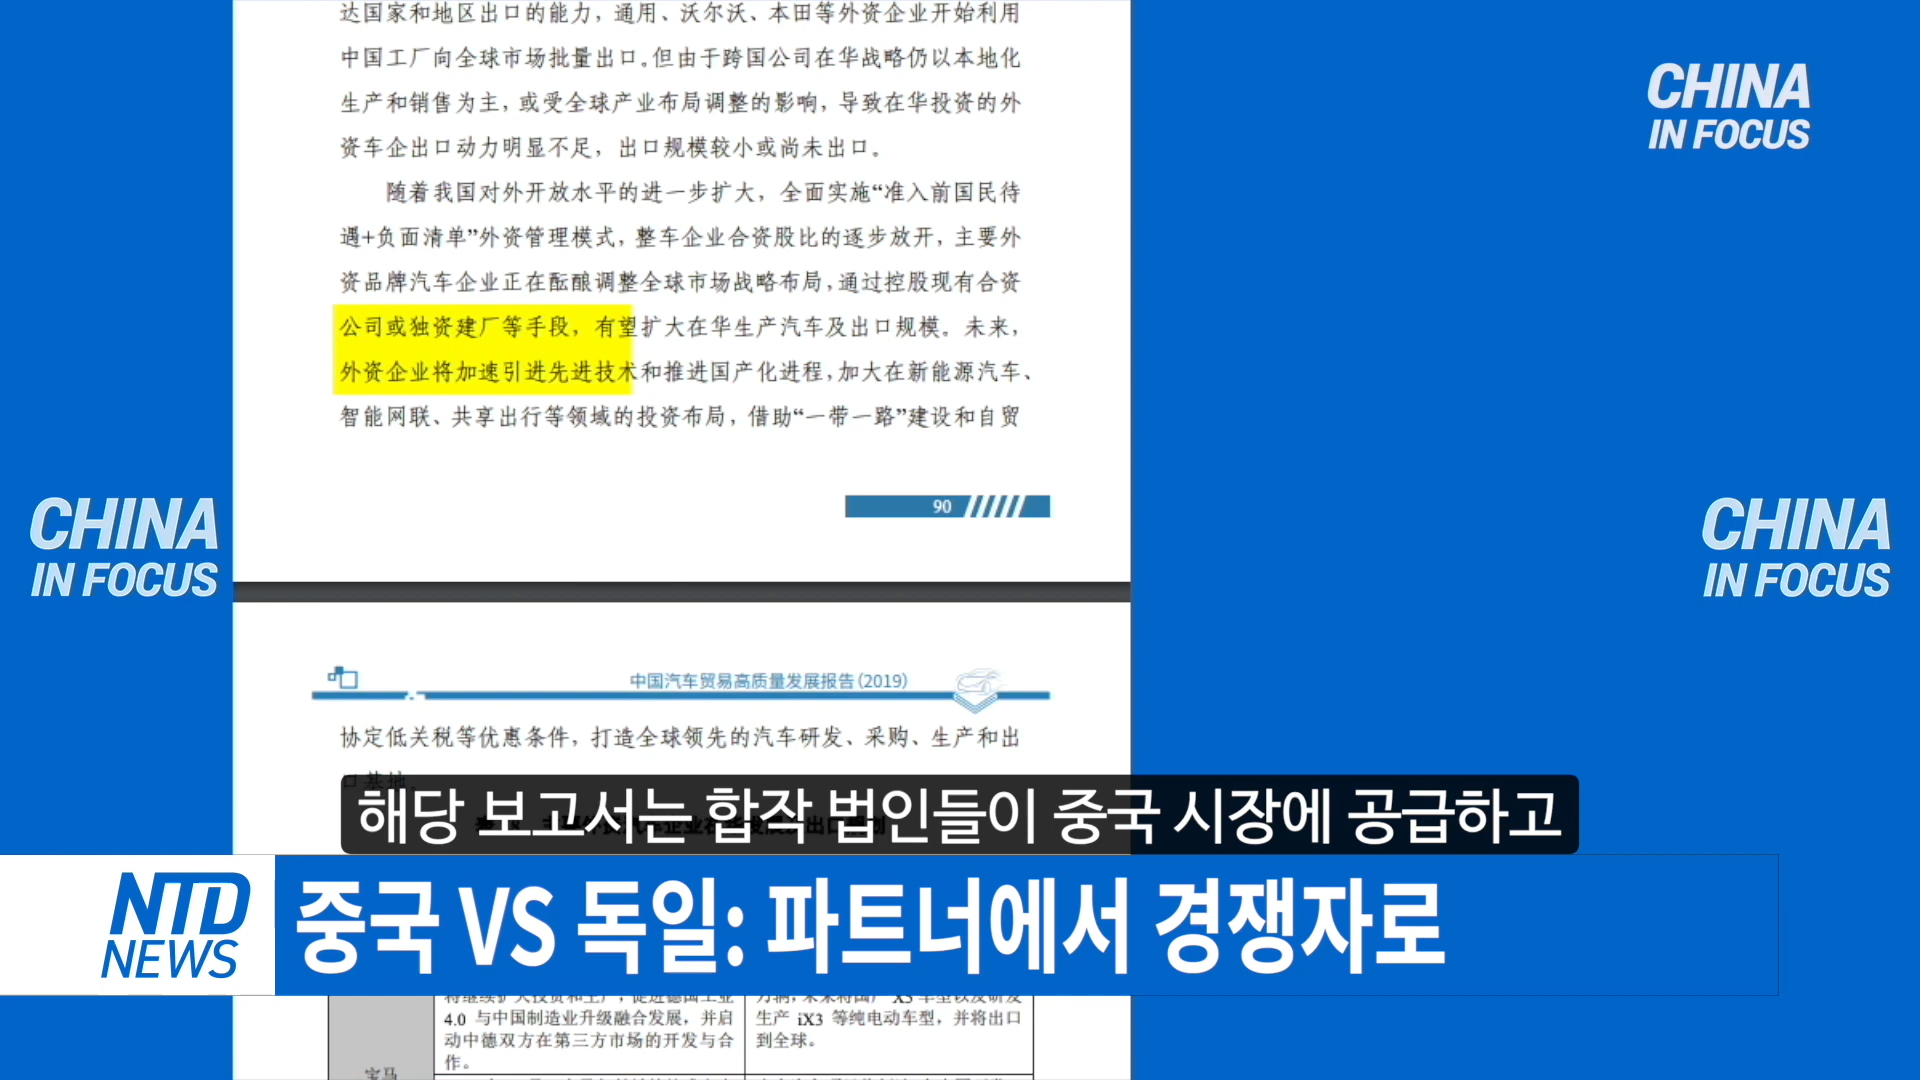 达国家和地区出口的能力，通用、沃尔沃、本田等外资企业开始利用
中国工厂向全球市场批量出口。但由于跨国公司在华战略仍以本地化
生产和销售为主，或受全球产业布局调整的影响，导致在华投资的外
资车企出口动力明显不足，出口规模较小或尚未出口。
随着我国对外开放水平的进一步扩大，全面实施“准入前国民待
遇+负面清单”外资管理模式，整车企业合资股比的逐步放开，主要外
资品牌汽车企业正在酝酿调整全球市场战略布局，通过控股现有合资
公司或独资建厂等手段，有望扩大在华生产汽车及出口规模。未来，
外资企业将加速引进先进技术和推进国产化进程，加大在新能源汽车、
智能网联、共享出行等领域的投资布局，借助“一带一路”建设和自贸
90
CHINA
IN FOCUS
CHINA
IN FOCUS
CHINA
IN FOCUS
中国汽车贸易高质量发展报告(2019)
协定低关税等优惠条件，打造全球领先的汽车研发、采购、生产和出
口基地。
해당 보고서는 합작 법인들이 중국 시장에 공급하고
NTD
NEWS
중국 VS 독일: 파트너에서 경쟁자로
4.0 与中国制造业升级融合发展，并启
动中德双方在第三方市场的开发与合
作。
生产 iX3 等纯电动车型，并将出口
到全球。
宝马